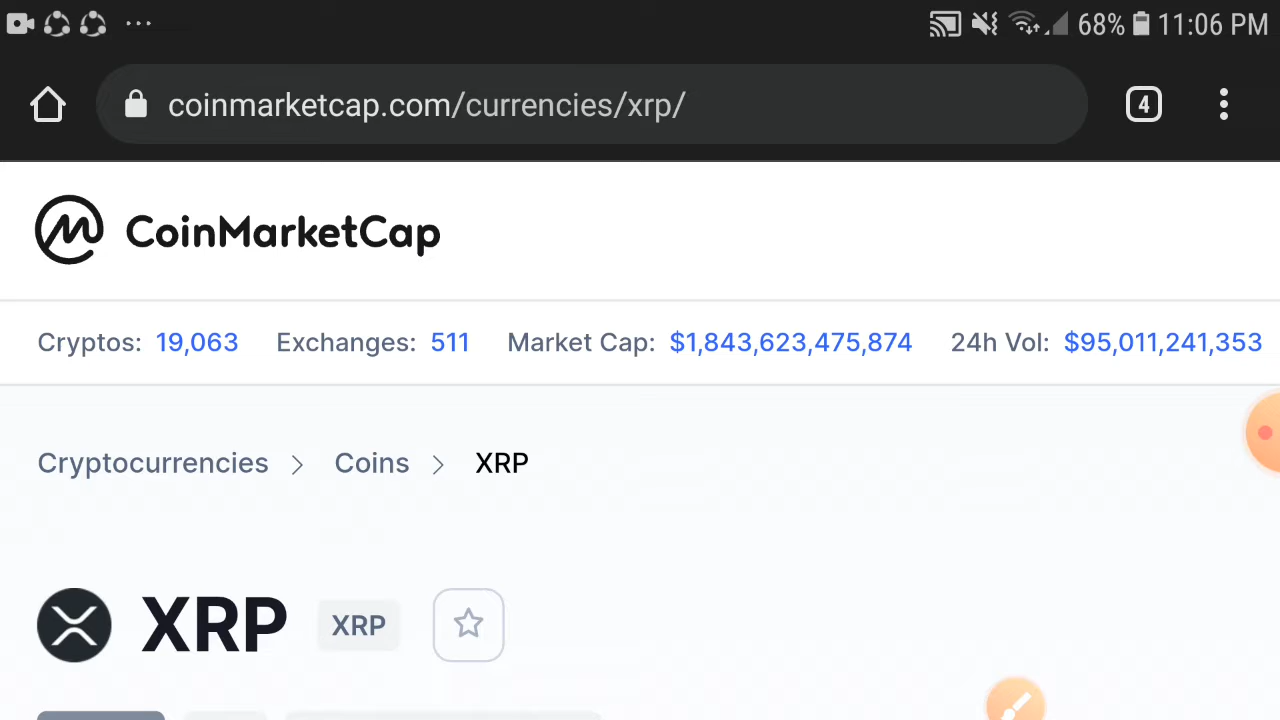 68% 11:06 PM
coinmarketcap.com/currencies/xrp/ 4
CoinMarketCap
Cryptos: 19,063 Exchanges: 511 Market Cap: $1,843,623,475,874 24h Vol: $95,011,241,353
Cryptocurrencies > Coins > XRP
XRP XRP